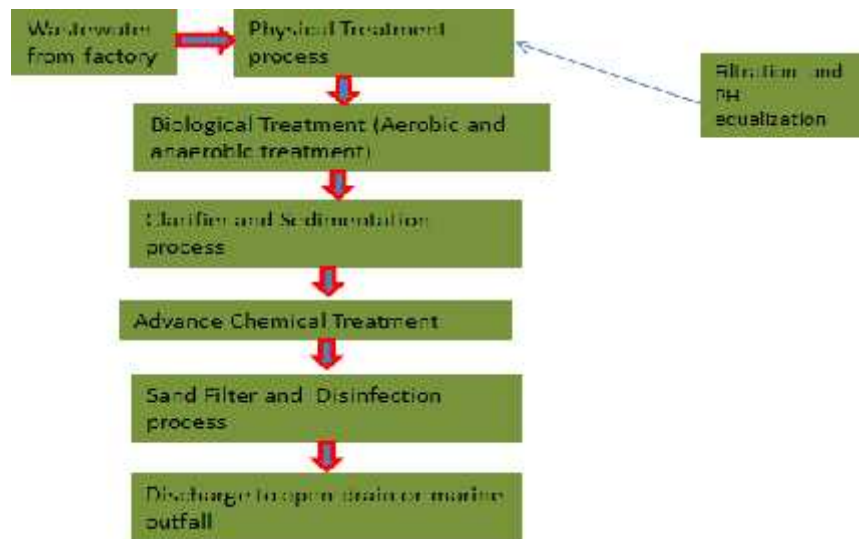 Wastewater
from factory
Physical Treatment
process
Filtration and
PH
equalization
Biological Treatment (Aerobic and
anaerobic treatment)
Clarifier and Sedimentation
process
Advance Chemical Treatment
Sand Filter and Disinfection
process
Discharge to open drain or marine
outfall